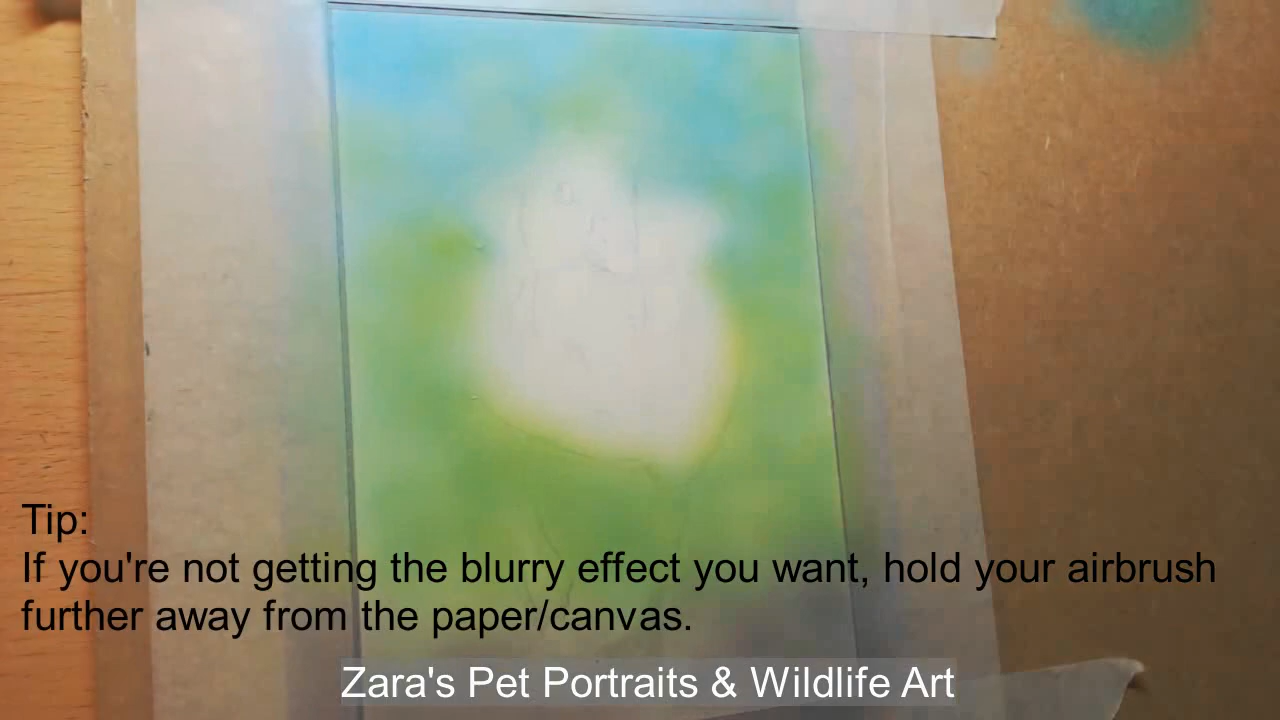 Tip:
If you're not getting the blurry effect you want, hold your airbrush
further away from the paper/canvas.
Zara's Pet Portraits & Wildlife Art